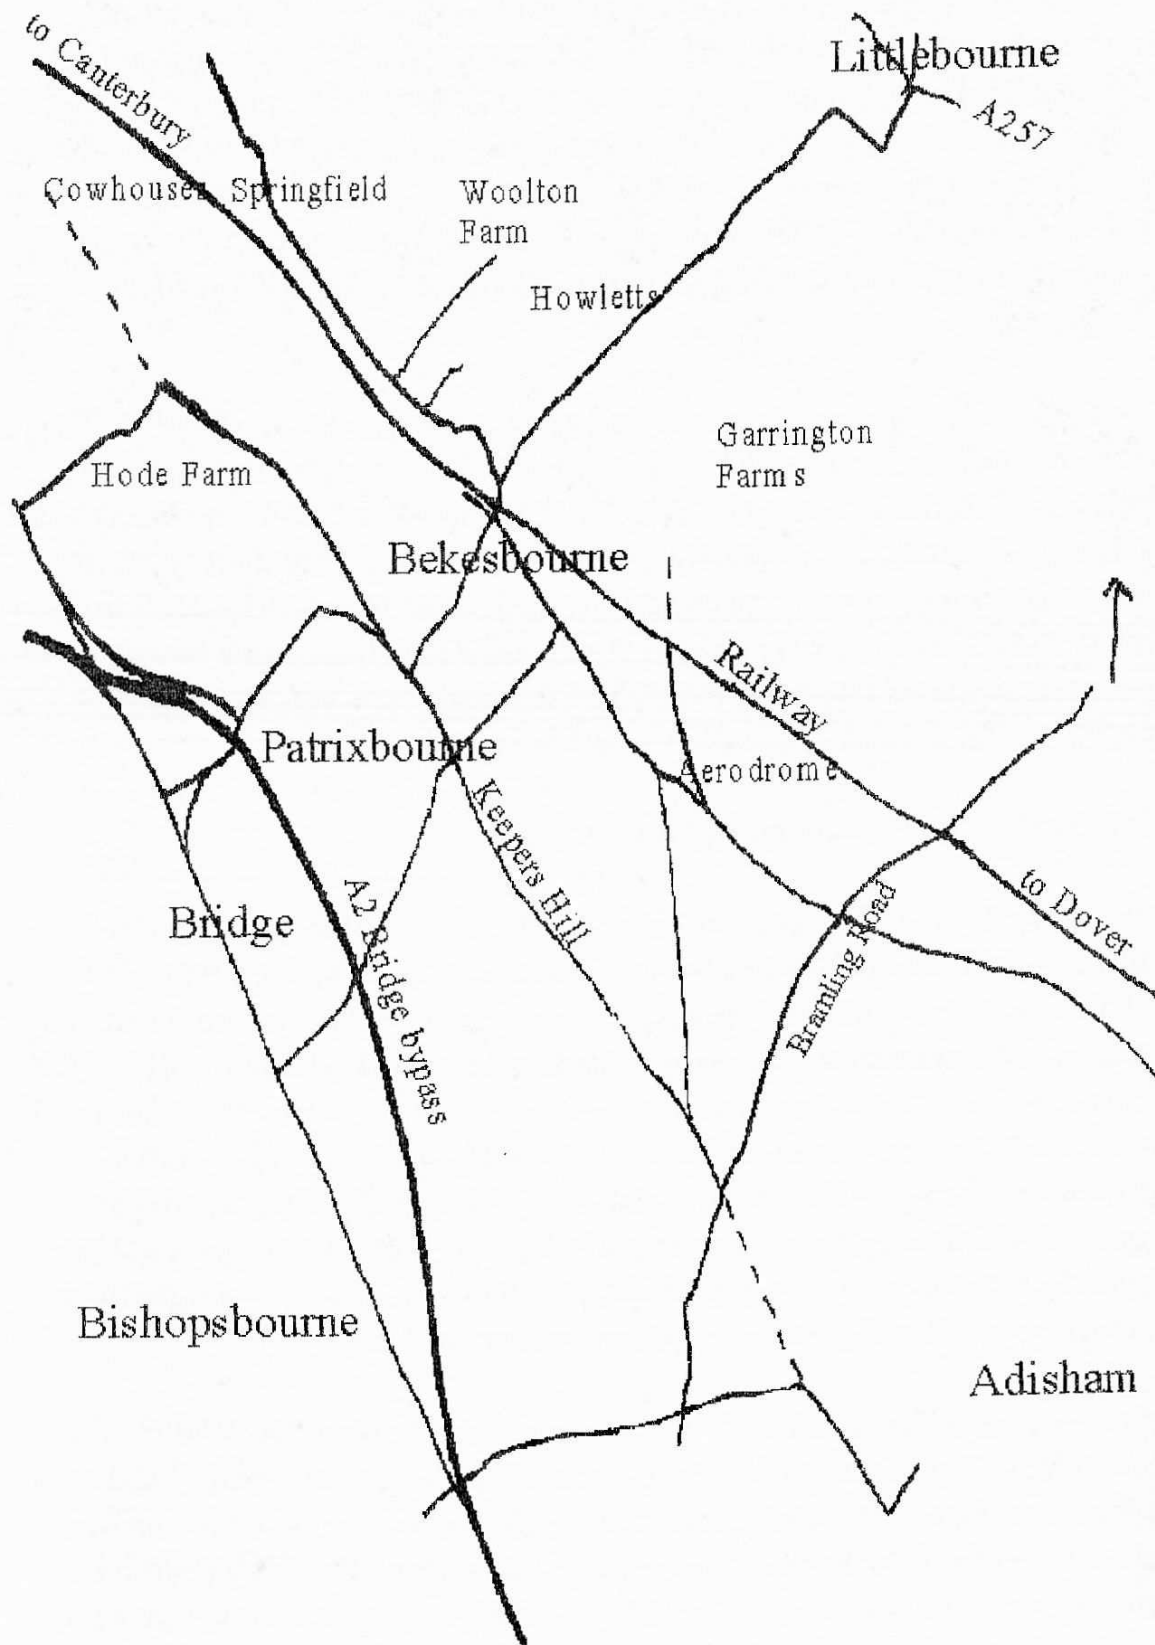 to Canterbury
Littlebourne
A257
Cowhouses
Springfield
Woolton
Farm
Howletts
Garrington
Farms
Hode Farm
Bekesbourne
Railway
Patrixbourne
Aerodrome
Keepers Hill
to Dover
A2 Bridge bypass
Bridge
Bramling Road
Bishopsbourne
Adisham